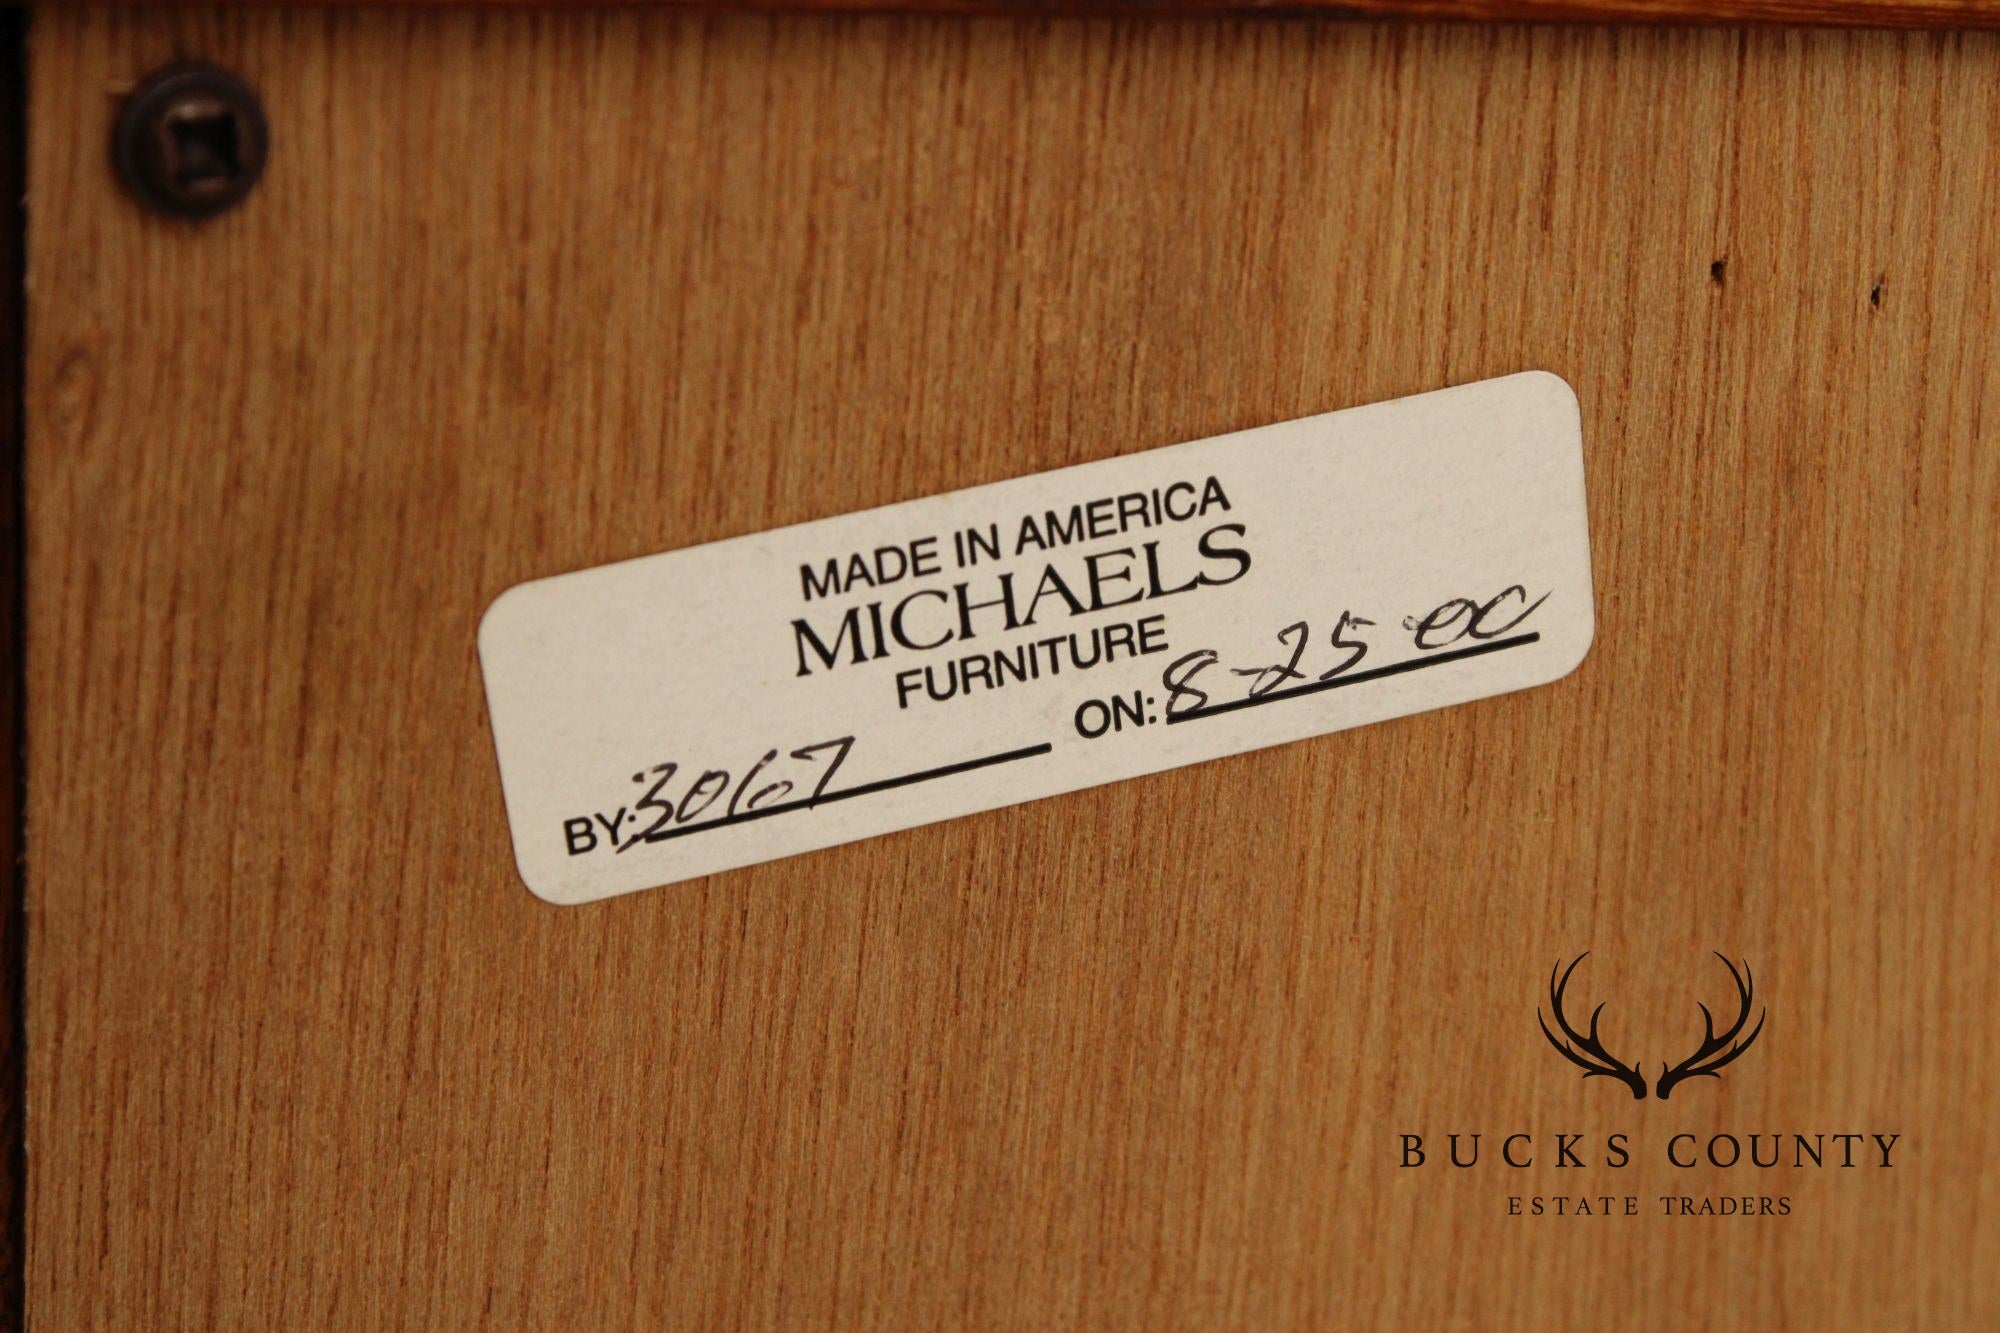 MADE IN AMERICA
MICHAELS
FURNITURE
BY: 3067 ON: 8-25 00
BUCKS COUNTY
ESTATE TRADERS